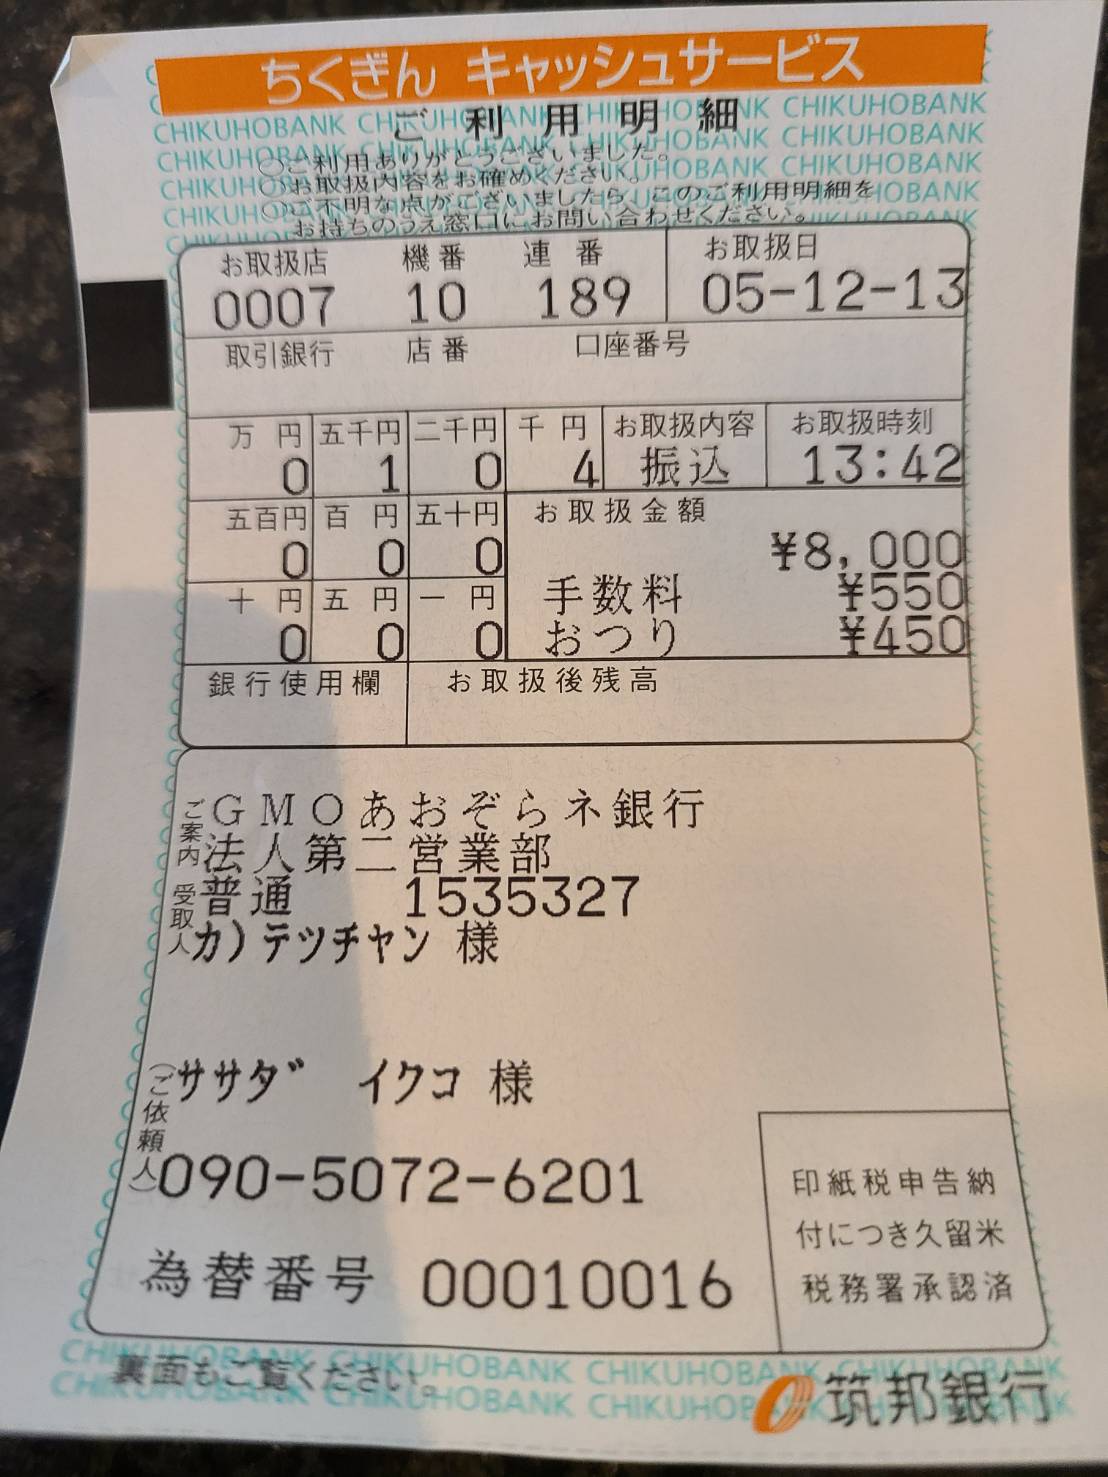 ちくぎん キャッシュサービス
ご利用明細
○ご利用ありがとうございました。
○お取扱内容をお確めください。
○ご不明な点がございましたら、このご利用明細を
お持ちのうえ窓口にお問い合わせください。
お取扱店 機番 連番 お取扱日
0007 10 189 05-12-13
取引銀行 店番 口座番号
万円 五千円 二千円 千円 お取扱内容 お取扱時刻
0 1 0 4 振込 13:42
五百円 百円 五十円 お取扱金額
0 0 0 ¥8,000
十円 五円 一円 手数料 ¥550
0 0 0 おつり ¥450
銀行使用欄 お取扱後残高
ご案内
GMOあおぞらネ銀行
法人第二営業部
受取人
普通 1535327
カ)テツチャン 様
(ご依頼人)
ササダ イクコ 様
090-5072-6201
為替番号 00010016
印紙税申告納
付につき久留米
税務署承認済
裏面もご覧ください。
筑邦銀行
CHIKUHOBANK